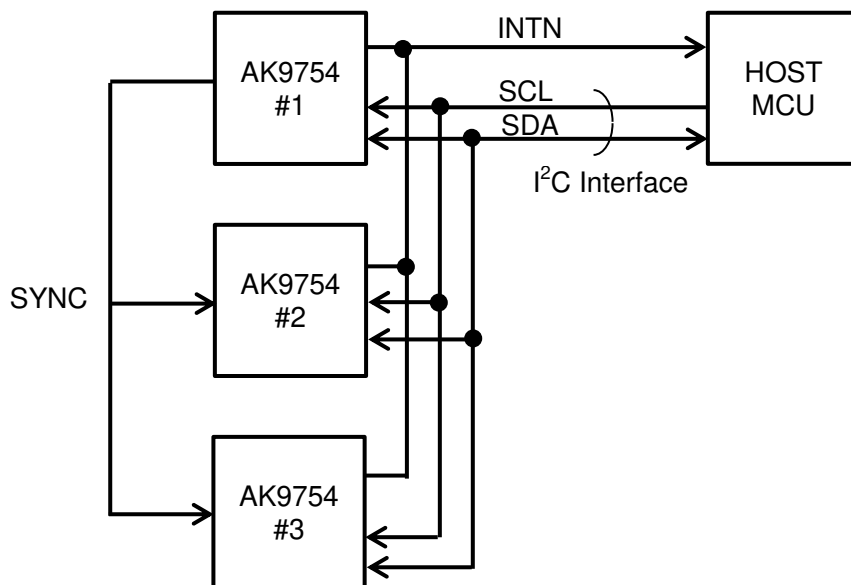 AK9754
#1
INTN
SCL
SDA
I²C Interface
HOST
MCU
SYNC
AK9754
#2
AK9754
#3